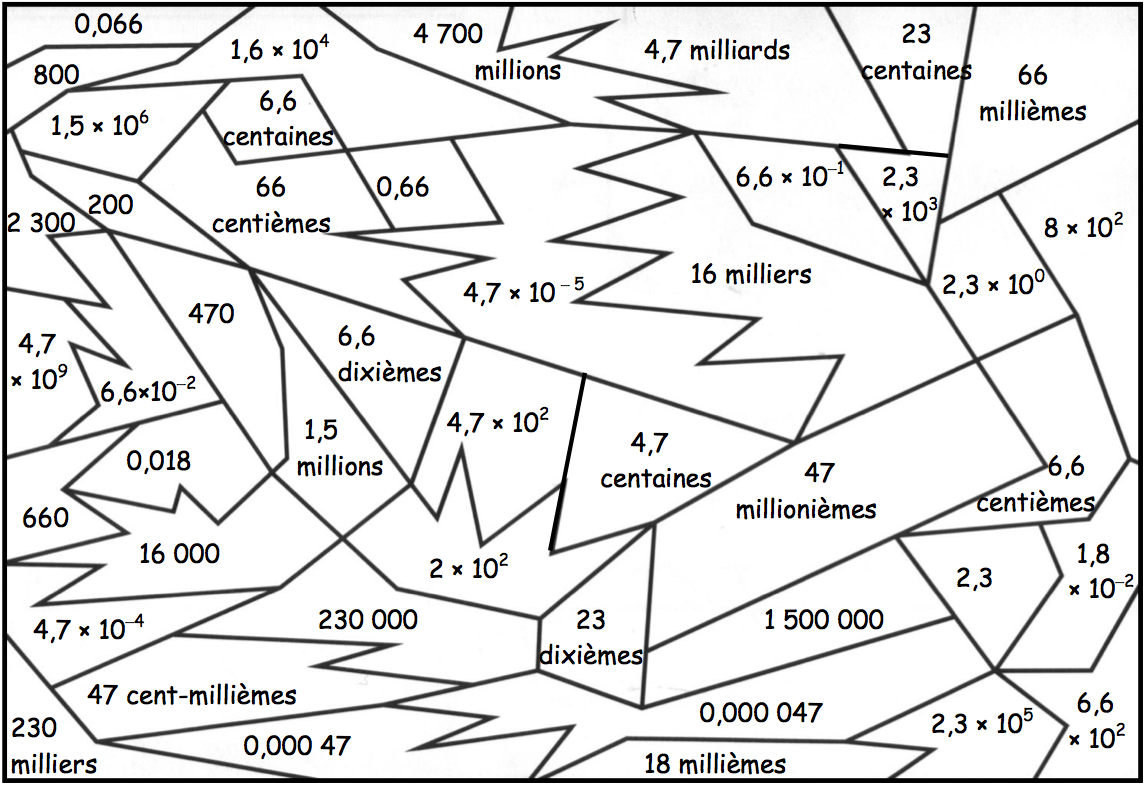 0,066
1,6 × 10⁴
4 700
millions
4,7 milliards
23
centaines
66
millièmes
800
1,5 × 10⁶
6,6
centaines
200
66
centièmes
0,66
6,6 × 10⁻¹
2,3
× 10³
8 × 10²
2 300
470
4,7 × 10⁻⁵
16 milliers
2,3 × 10⁰
4,7
× 10⁹
6,6×10⁻²
6,6
dixièmes
4,7 × 10²
1,5
millions
4,7
centaines
47
millionièmes
6,6
centièmes
0,018
660
16 000
2 × 10²
2,3
1,8
× 10⁻²
4,7 × 10⁻⁴
230 000
23
dixièmes
1 500 000
47 cent-millièmes
230
milliers
0,000 47
0,000 047
2,3 × 10⁵
6,6
× 10²
18 millièmes